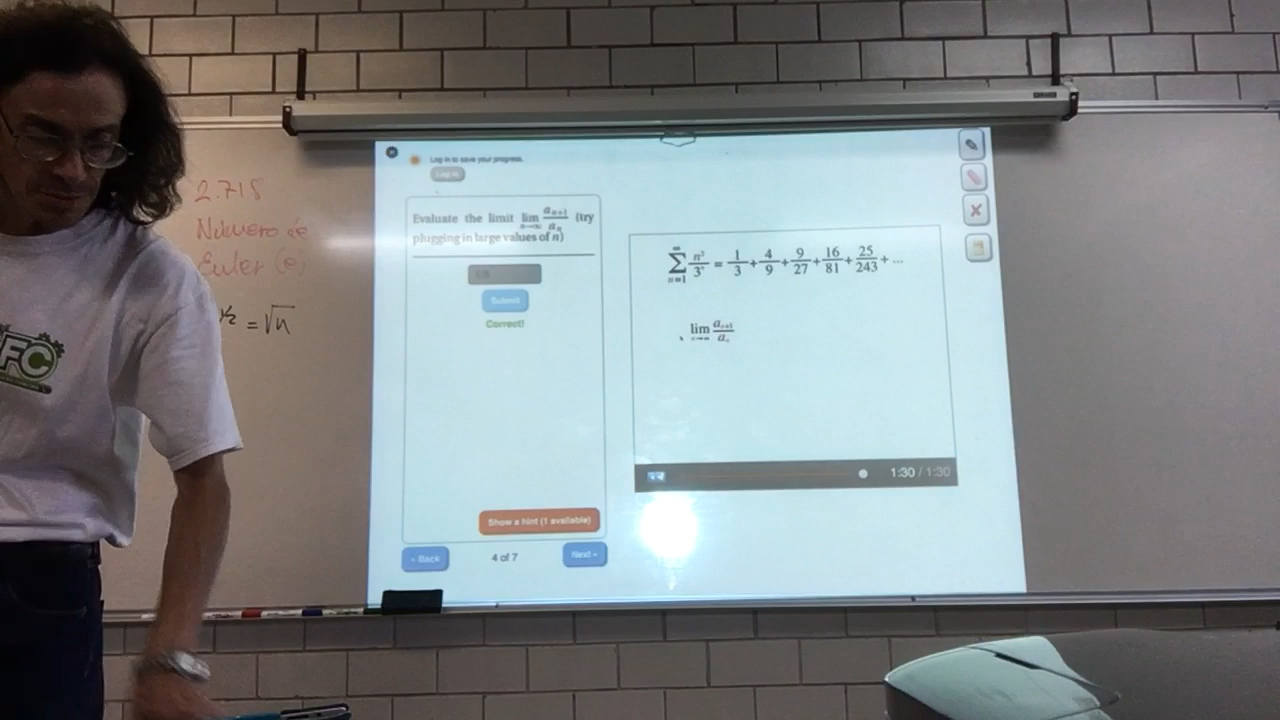 2.718
Número de
Euler (e)
½ = √n
FC
Log in to save your progress.
Log in
Evaluate the limit lim n→∞ aₙ₊₁/aₙ (try
plugging in large values of n)
Submit
Correct!
Show a hint (1 available)
« Back
4 of 7
Next »
∞∑n=1 n²/3ⁿ = 1/3 + 4/9 + 9/27 + 16/81 + 25/243 + ...
lim n→∞ aₙ₊₁/aₙ
1:30 / 1:30